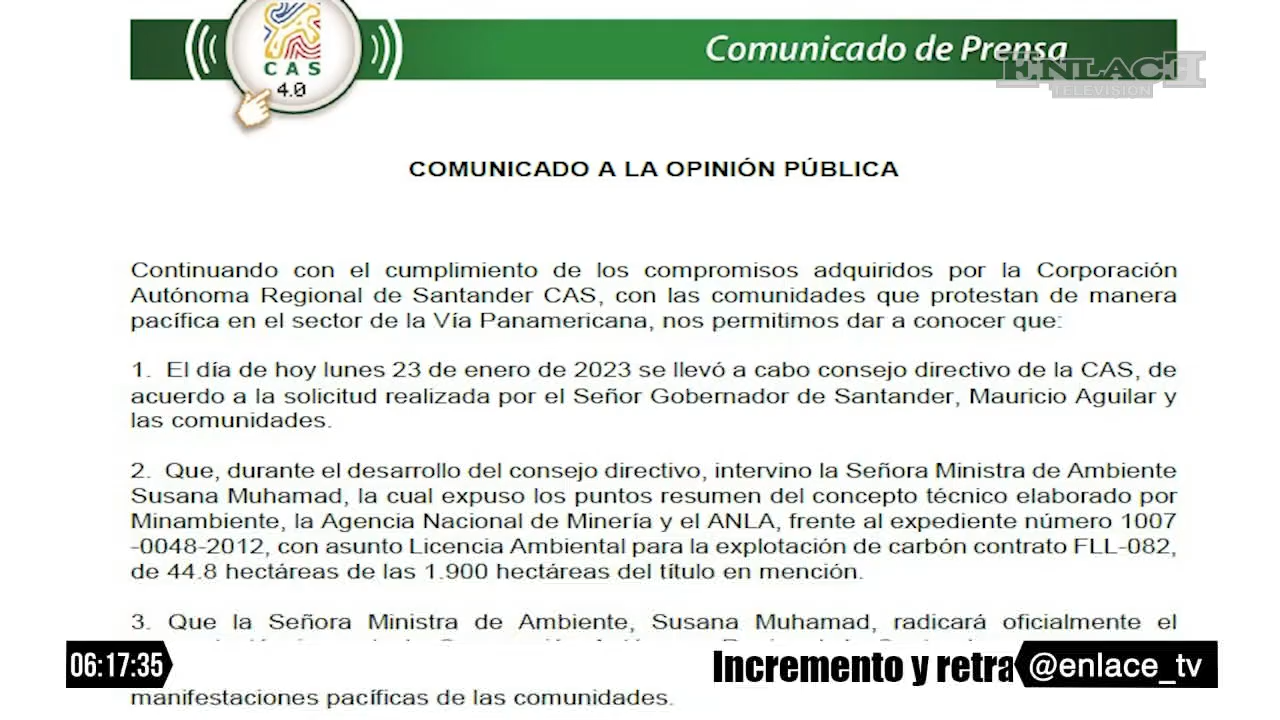 CAS
4.0
Comunicado de Prensa
ENLACE
TELEVISIÓN
COMUNICADO A LA OPINIÓN PÚBLICA
Continuando con el cumplimiento de los compromisos adquiridos por la Corporación
Autónoma Regional de Santander CAS, con las comunidades que protestan de manera
pacífica en el sector de la Vía Panamericana, nos permitimos dar a conocer que:
1. El día de hoy lunes 23 de enero de 2023 se llevó a cabo consejo directivo de la CAS, de
acuerdo a la solicitud realizada por el Señor Gobernador de Santander, Mauricio Aguilar y
las comunidades.
2. Que, durante el desarrollo del consejo directivo, intervino la Señora Ministra de Ambiente
Susana Muhamad, la cual expuso los puntos resumen del concepto técnico elaborado por
Minambiente, la Agencia Nacional de Minería y el ANLA, frente al expediente número 1007
-0048-2012, con asunto Licencia Ambiental para la explotación de carbón contrato FLL-082,
de 44.8 hectáreas de las 1.900 hectáreas del título en mención.
3. Que la Señora Ministra de Ambiente, Susana Muhamad, radicará oficialmente el
06:17:35
Incremento y retra
@enlace_tv
manifestaciones pacíficas de las comunidades.